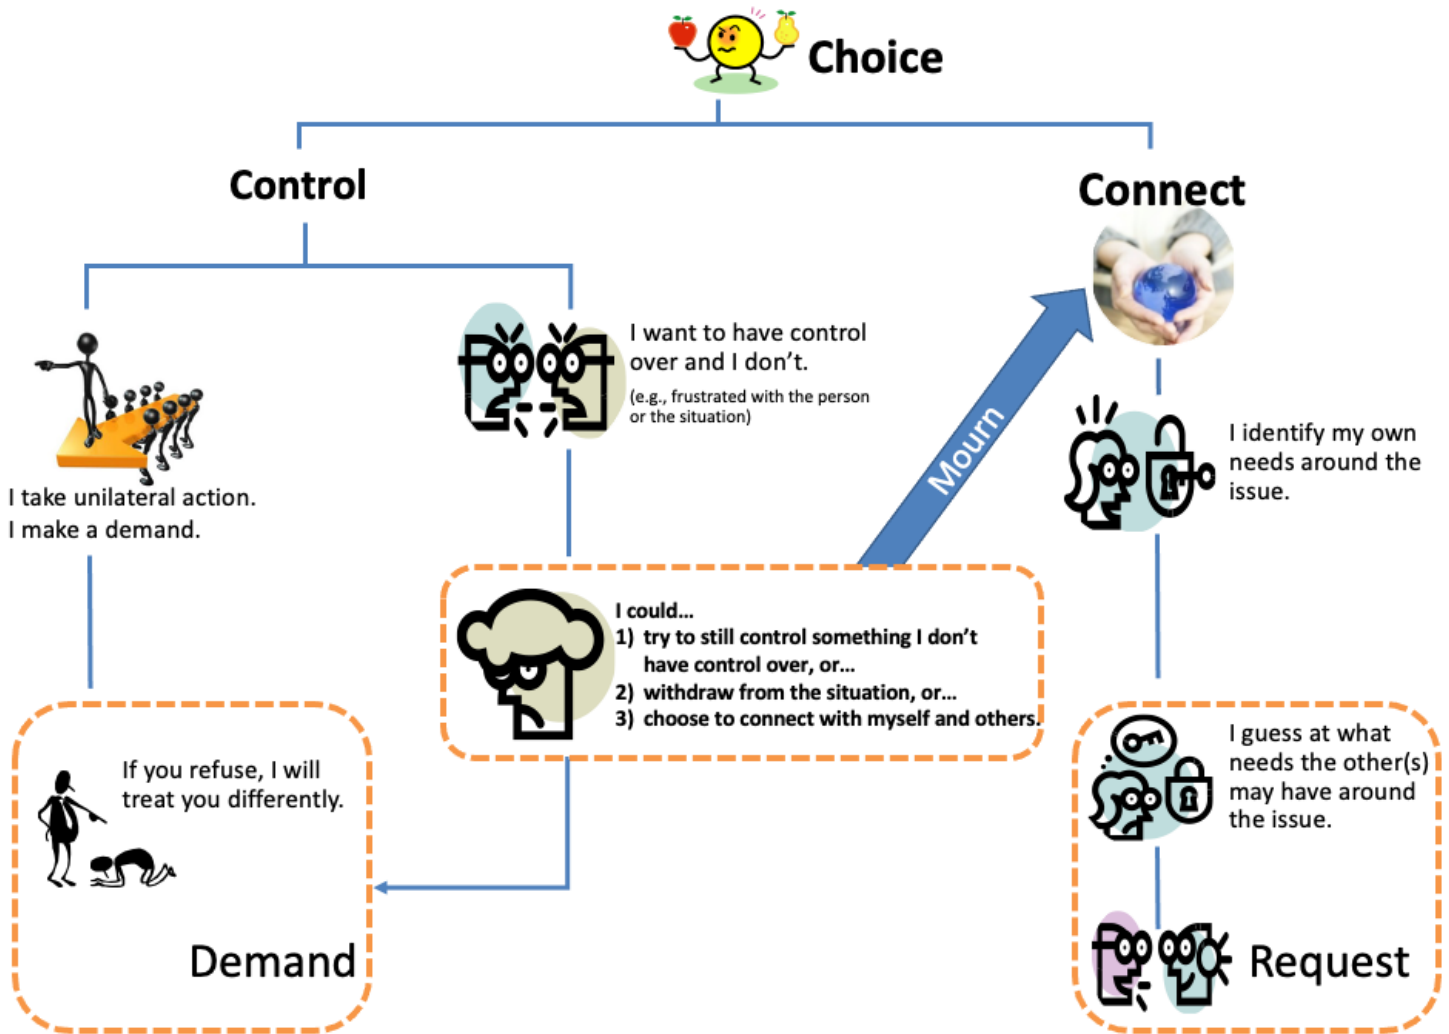 Choice
Control
Connect
I want to have control
over and I don't.
(e.g., frustrated with the person
or the situation)
Mourn
I identify my own
needs around the
issue.
I take unilateral action.
I make a demand.
I could...
1) try to still control something I don't
have control over, or...
2) withdraw from the situation, or...
3) choose to connect with myself and others.
If you refuse, I will
treat you differently.
Demand
I guess at what
needs the other(s)
may have around
the issue.
Request